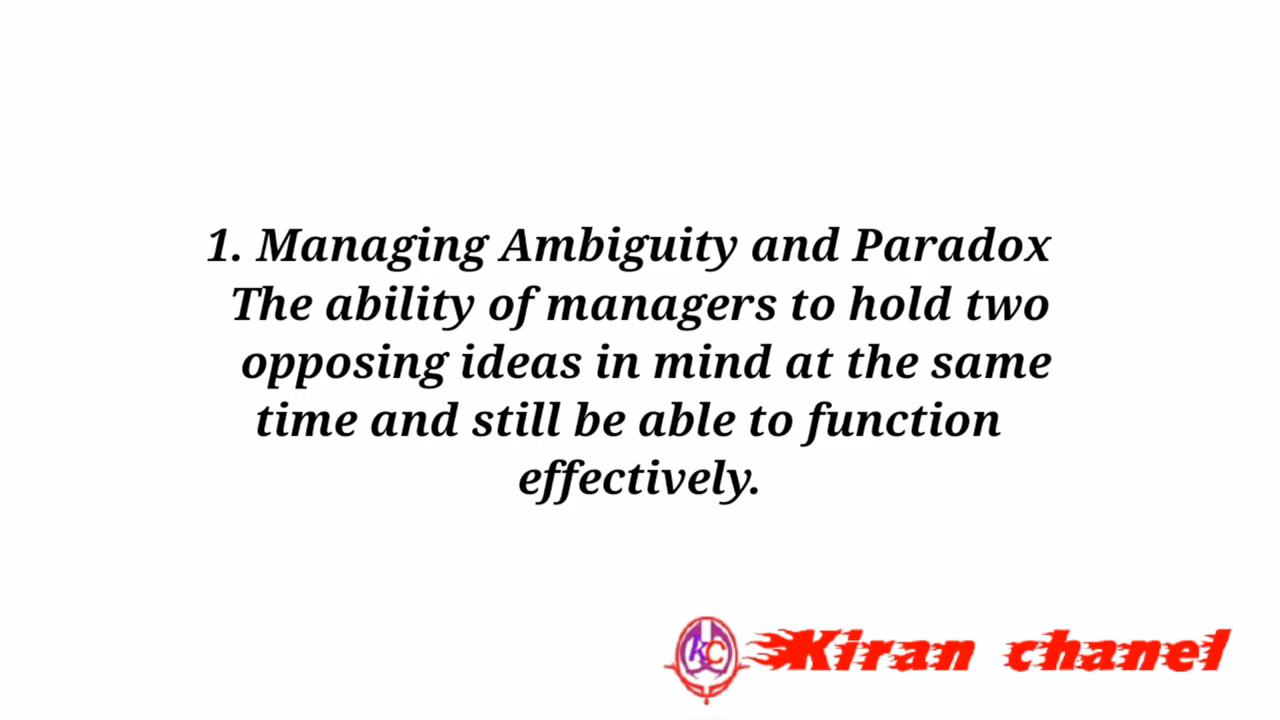 1. Managing Ambiguity and Paradox
The ability of managers to hold two
opposing ideas in mind at the same
time and still be able to function
effectively.
KC Kiran chanel